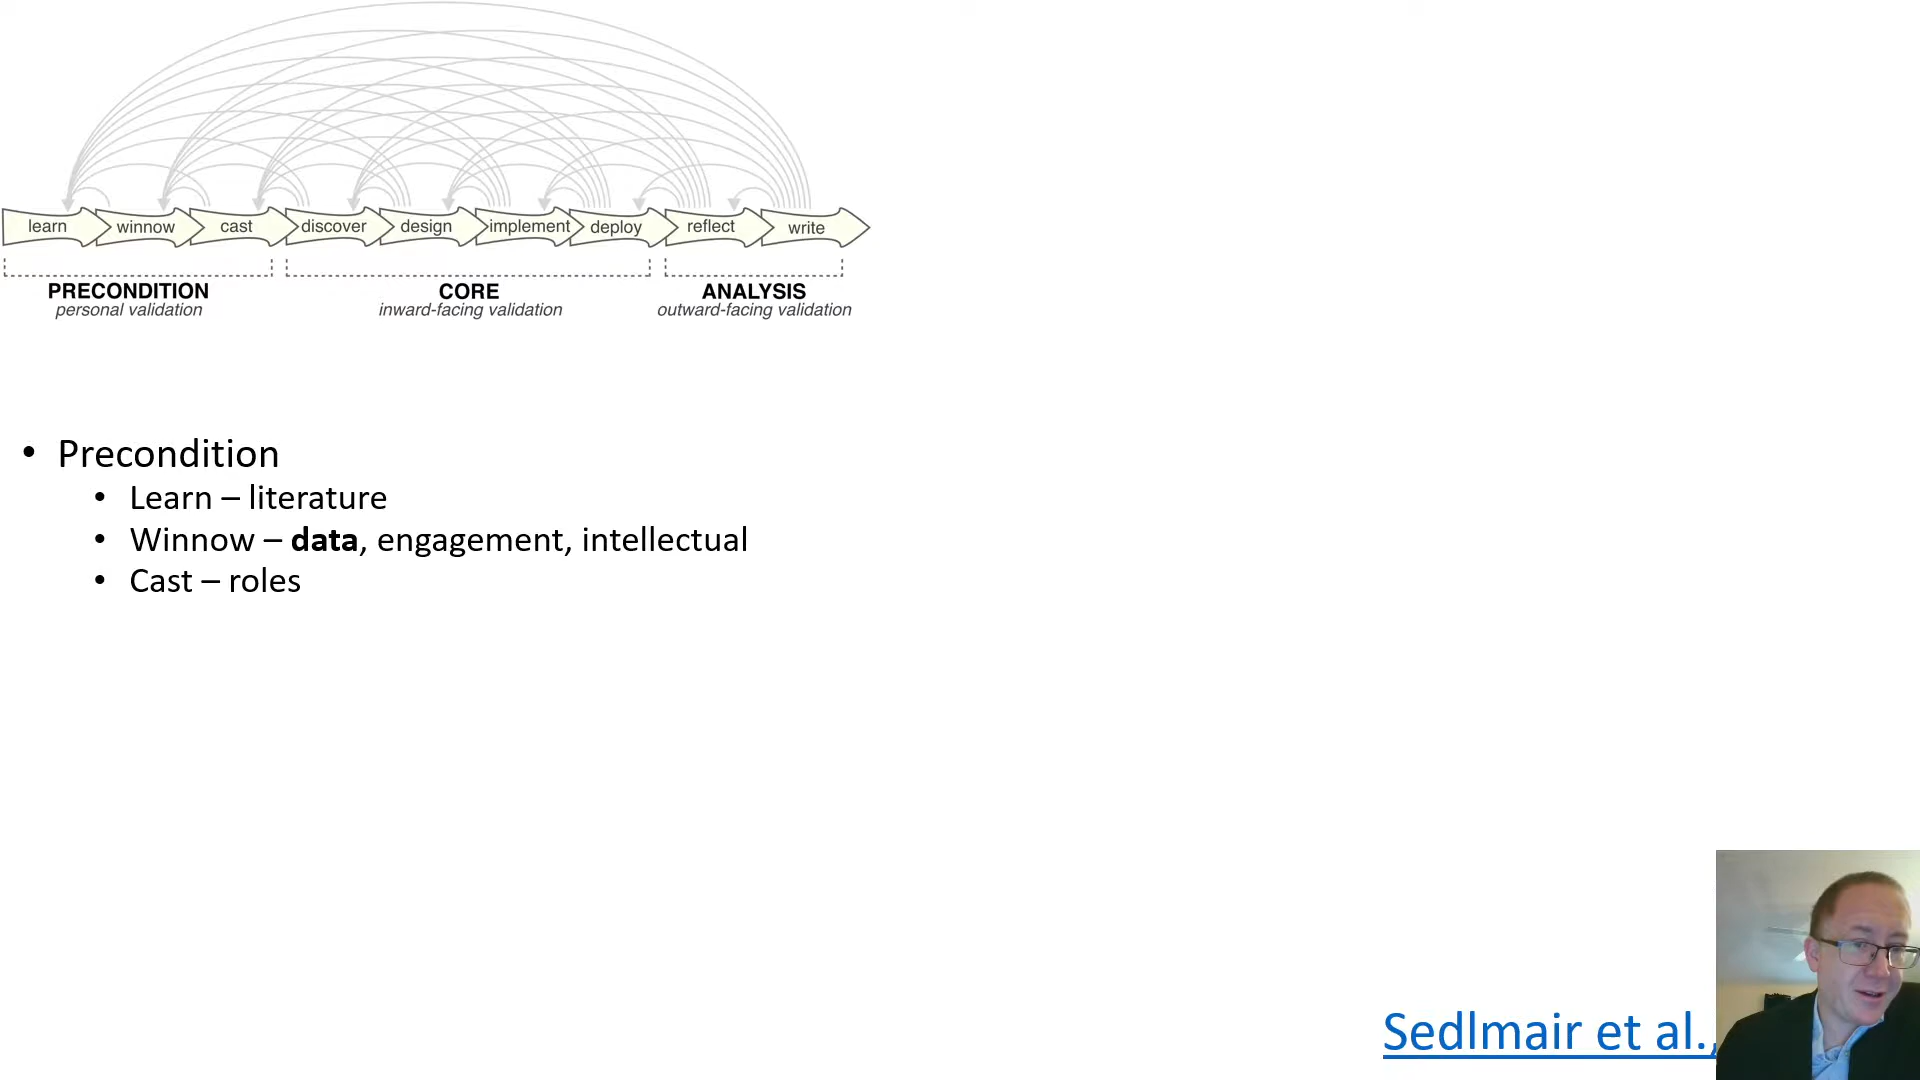 learn winnow cast discover design implement deploy reflect write
PRECONDITION CORE ANALYSIS
personal validation inward-facing validation outward-facing validation
• Precondition
• Learn – literature
• Winnow – data, engagement, intellectual
• Cast – roles
Sedlmair et al.,